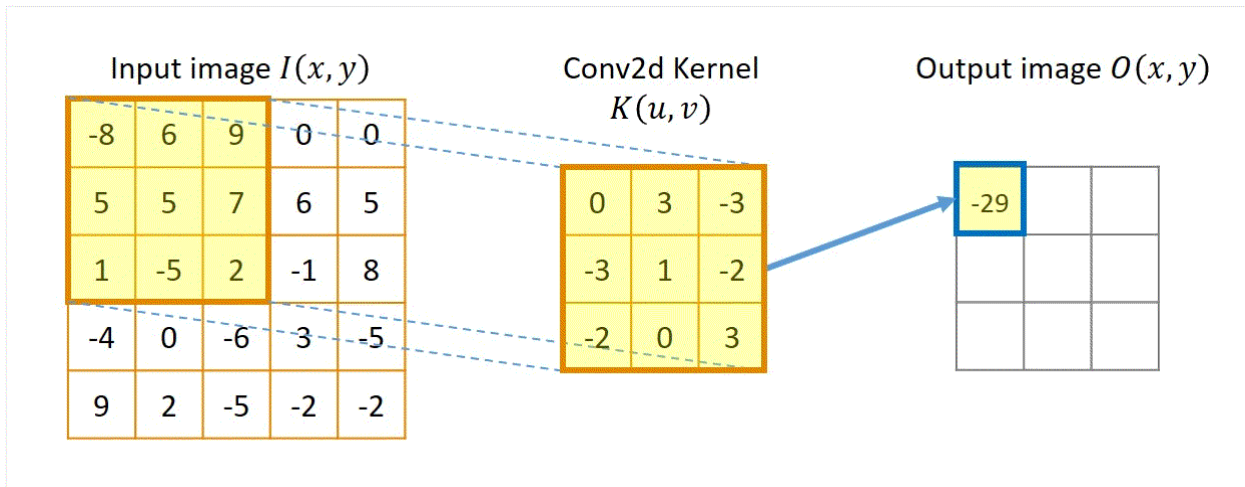 Input image I(x, y)
Conv2d Kernel
K(u, v)
Output image O(x, y)
-8 6 9 0 0
5 5 7 6 5
1 -5 2 -1 8
-4 0 -6 3 -5
9 2 -5 -2 -2
0 3 -3
-3 1 -2
-2 0 3
-29